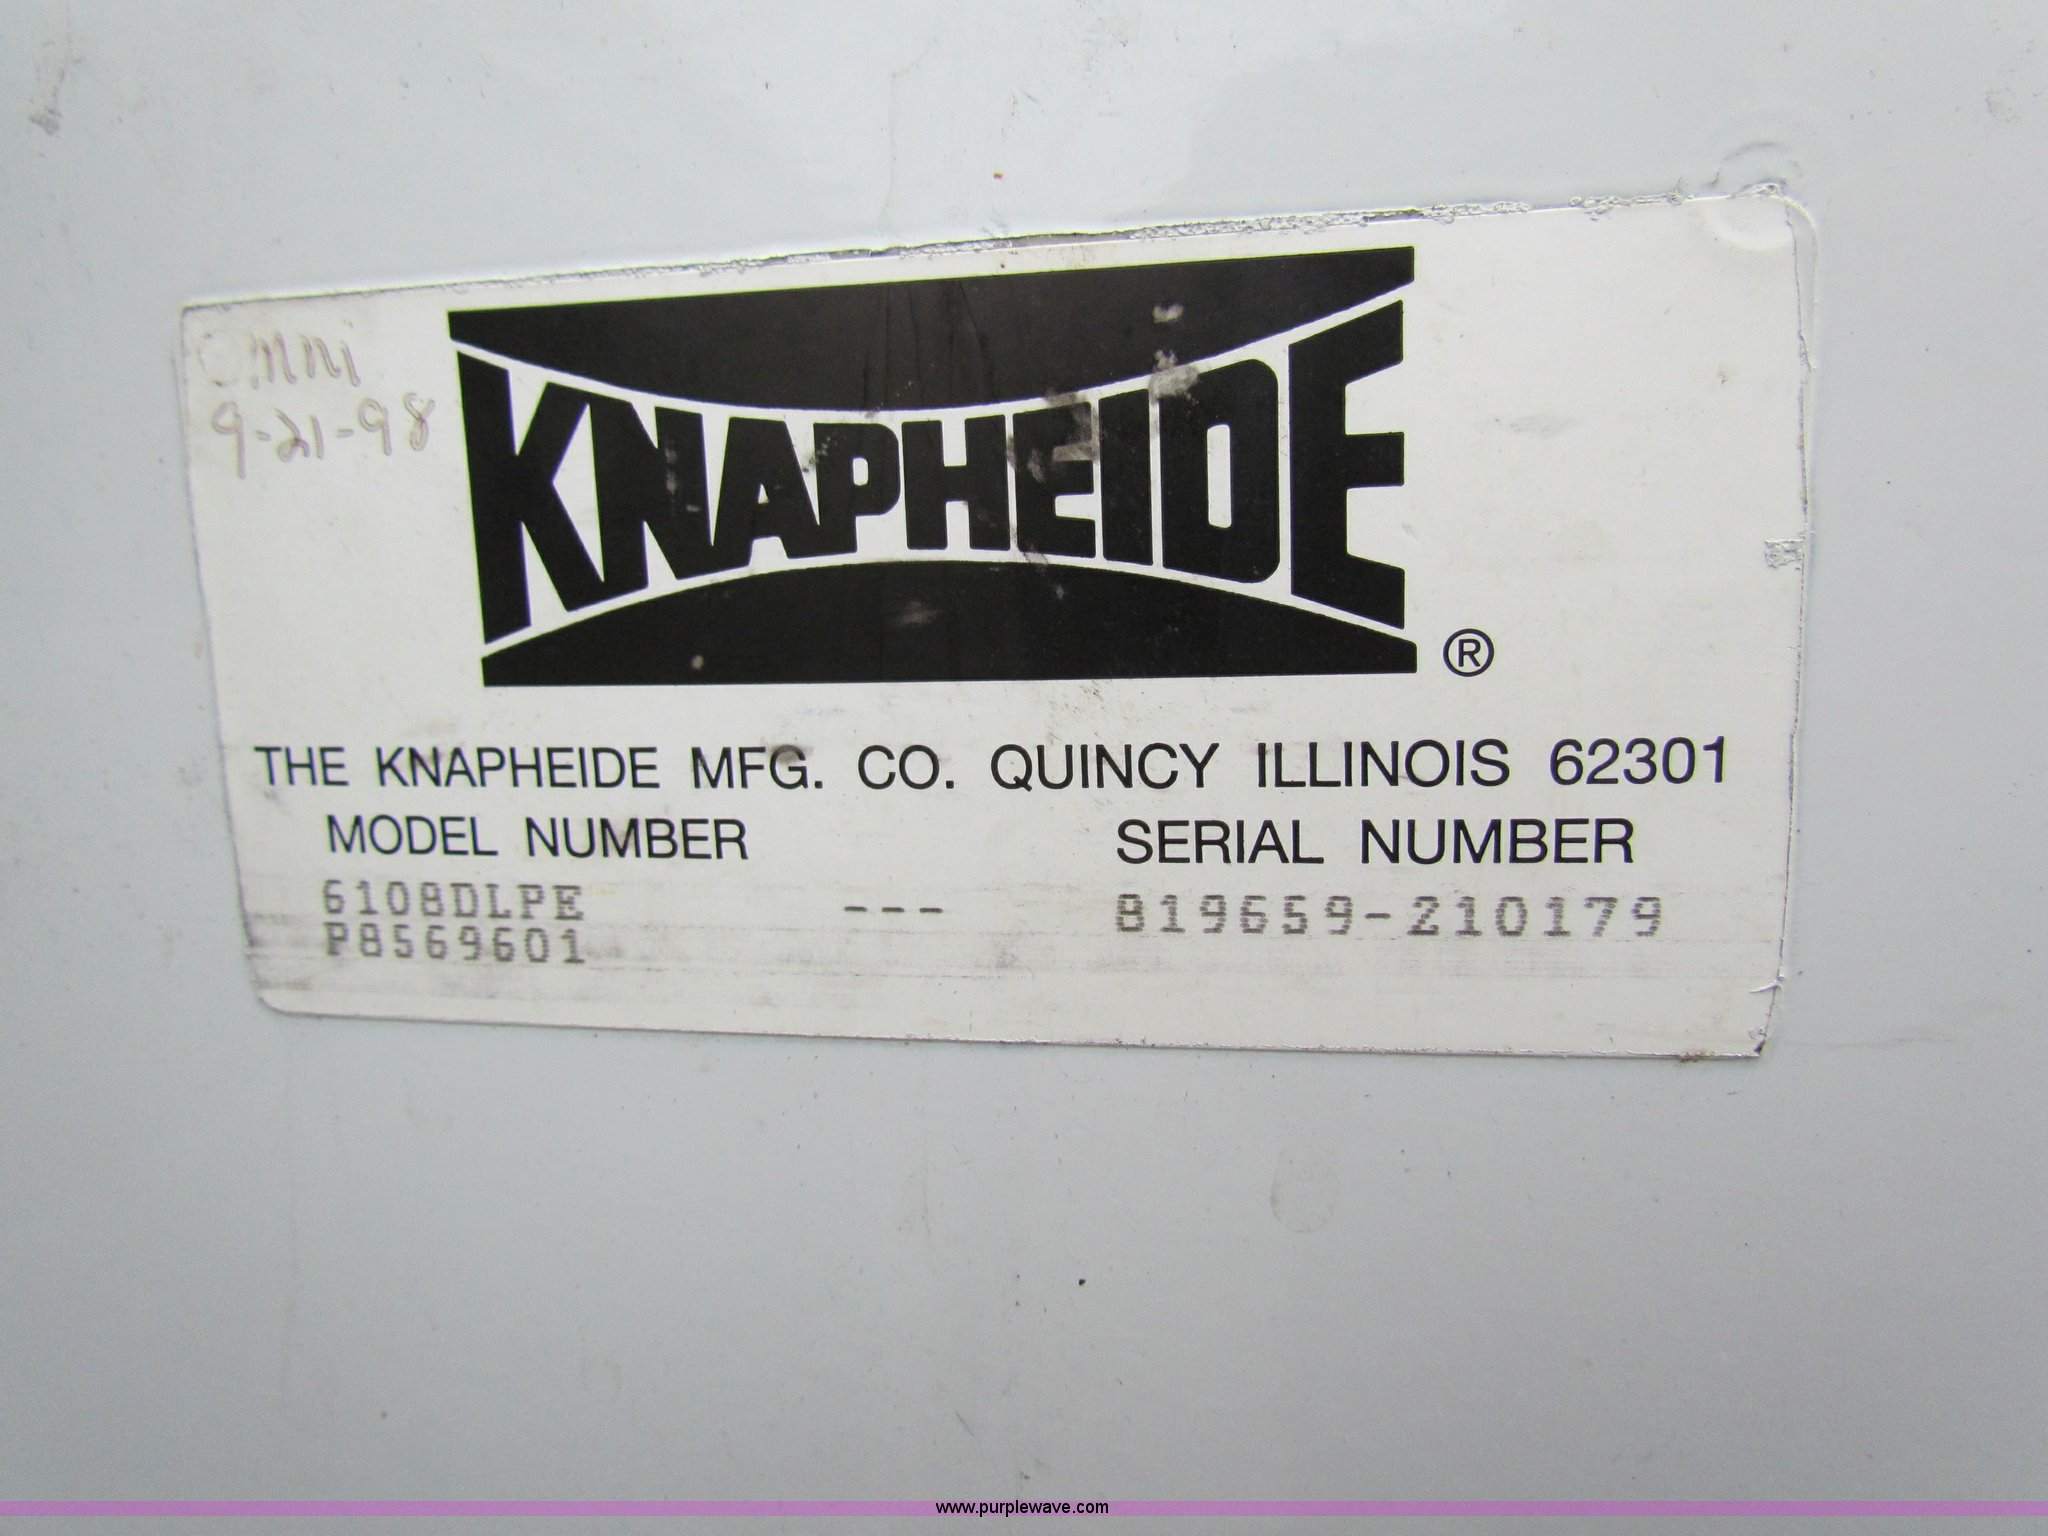 Omni
9-21-98
KNAPHEIDE
®
THE KNAPHEIDE MFG. CO. QUINCY ILLINOIS 62301
MODEL NUMBER SERIAL NUMBER
6108DLPE --- 819659-210179
P8569601
www.purplewave.com